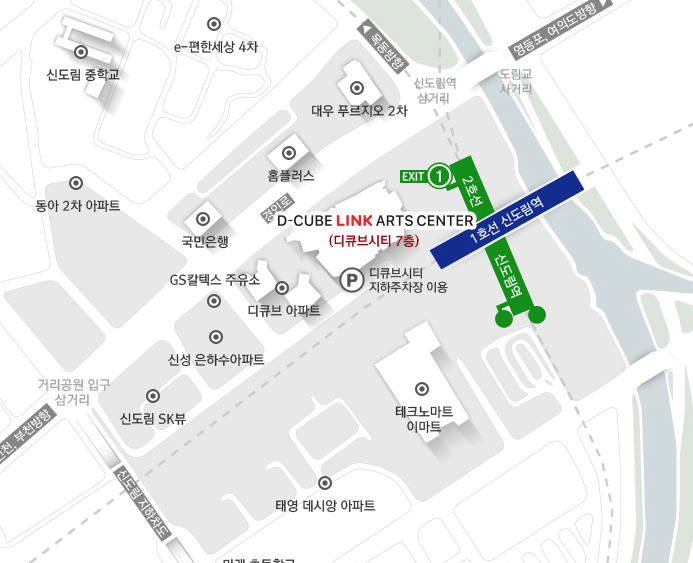 e-편한세상 4차
신도림 중학교
목동방향
영등포, 여의도방향
신도림역
삼거리
도림교
사거리
대우 푸르지오 2차
홈플러스
EXIT 1
2호선
동아 2차 아파트
경인로
국민은행
D-CUBE LINK ARTS CENTER
(디큐브시티 7층)
1호선 신도림역
신도림역
P
디큐브시티
지하주차장 이용
GS칼텍스 주유소
디큐브 아파트
신성 은하수아파트
거리공원 입구
삼거리
신도림 SK뷰
테크노마트
이마트
부천방향
신도림 지하차도
태영 데시앙 아파트